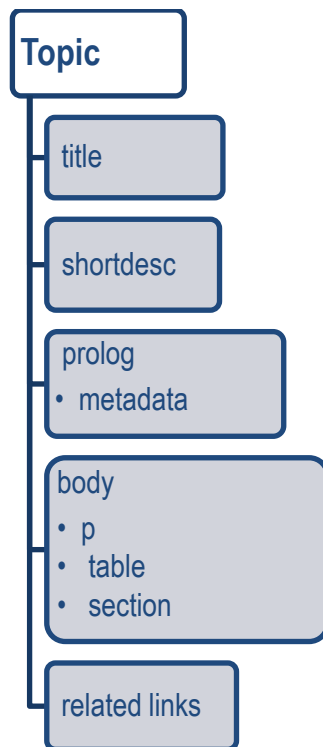 Topic
title
shortdesc
prolog
• metadata
body
• p
• table
• section
related links